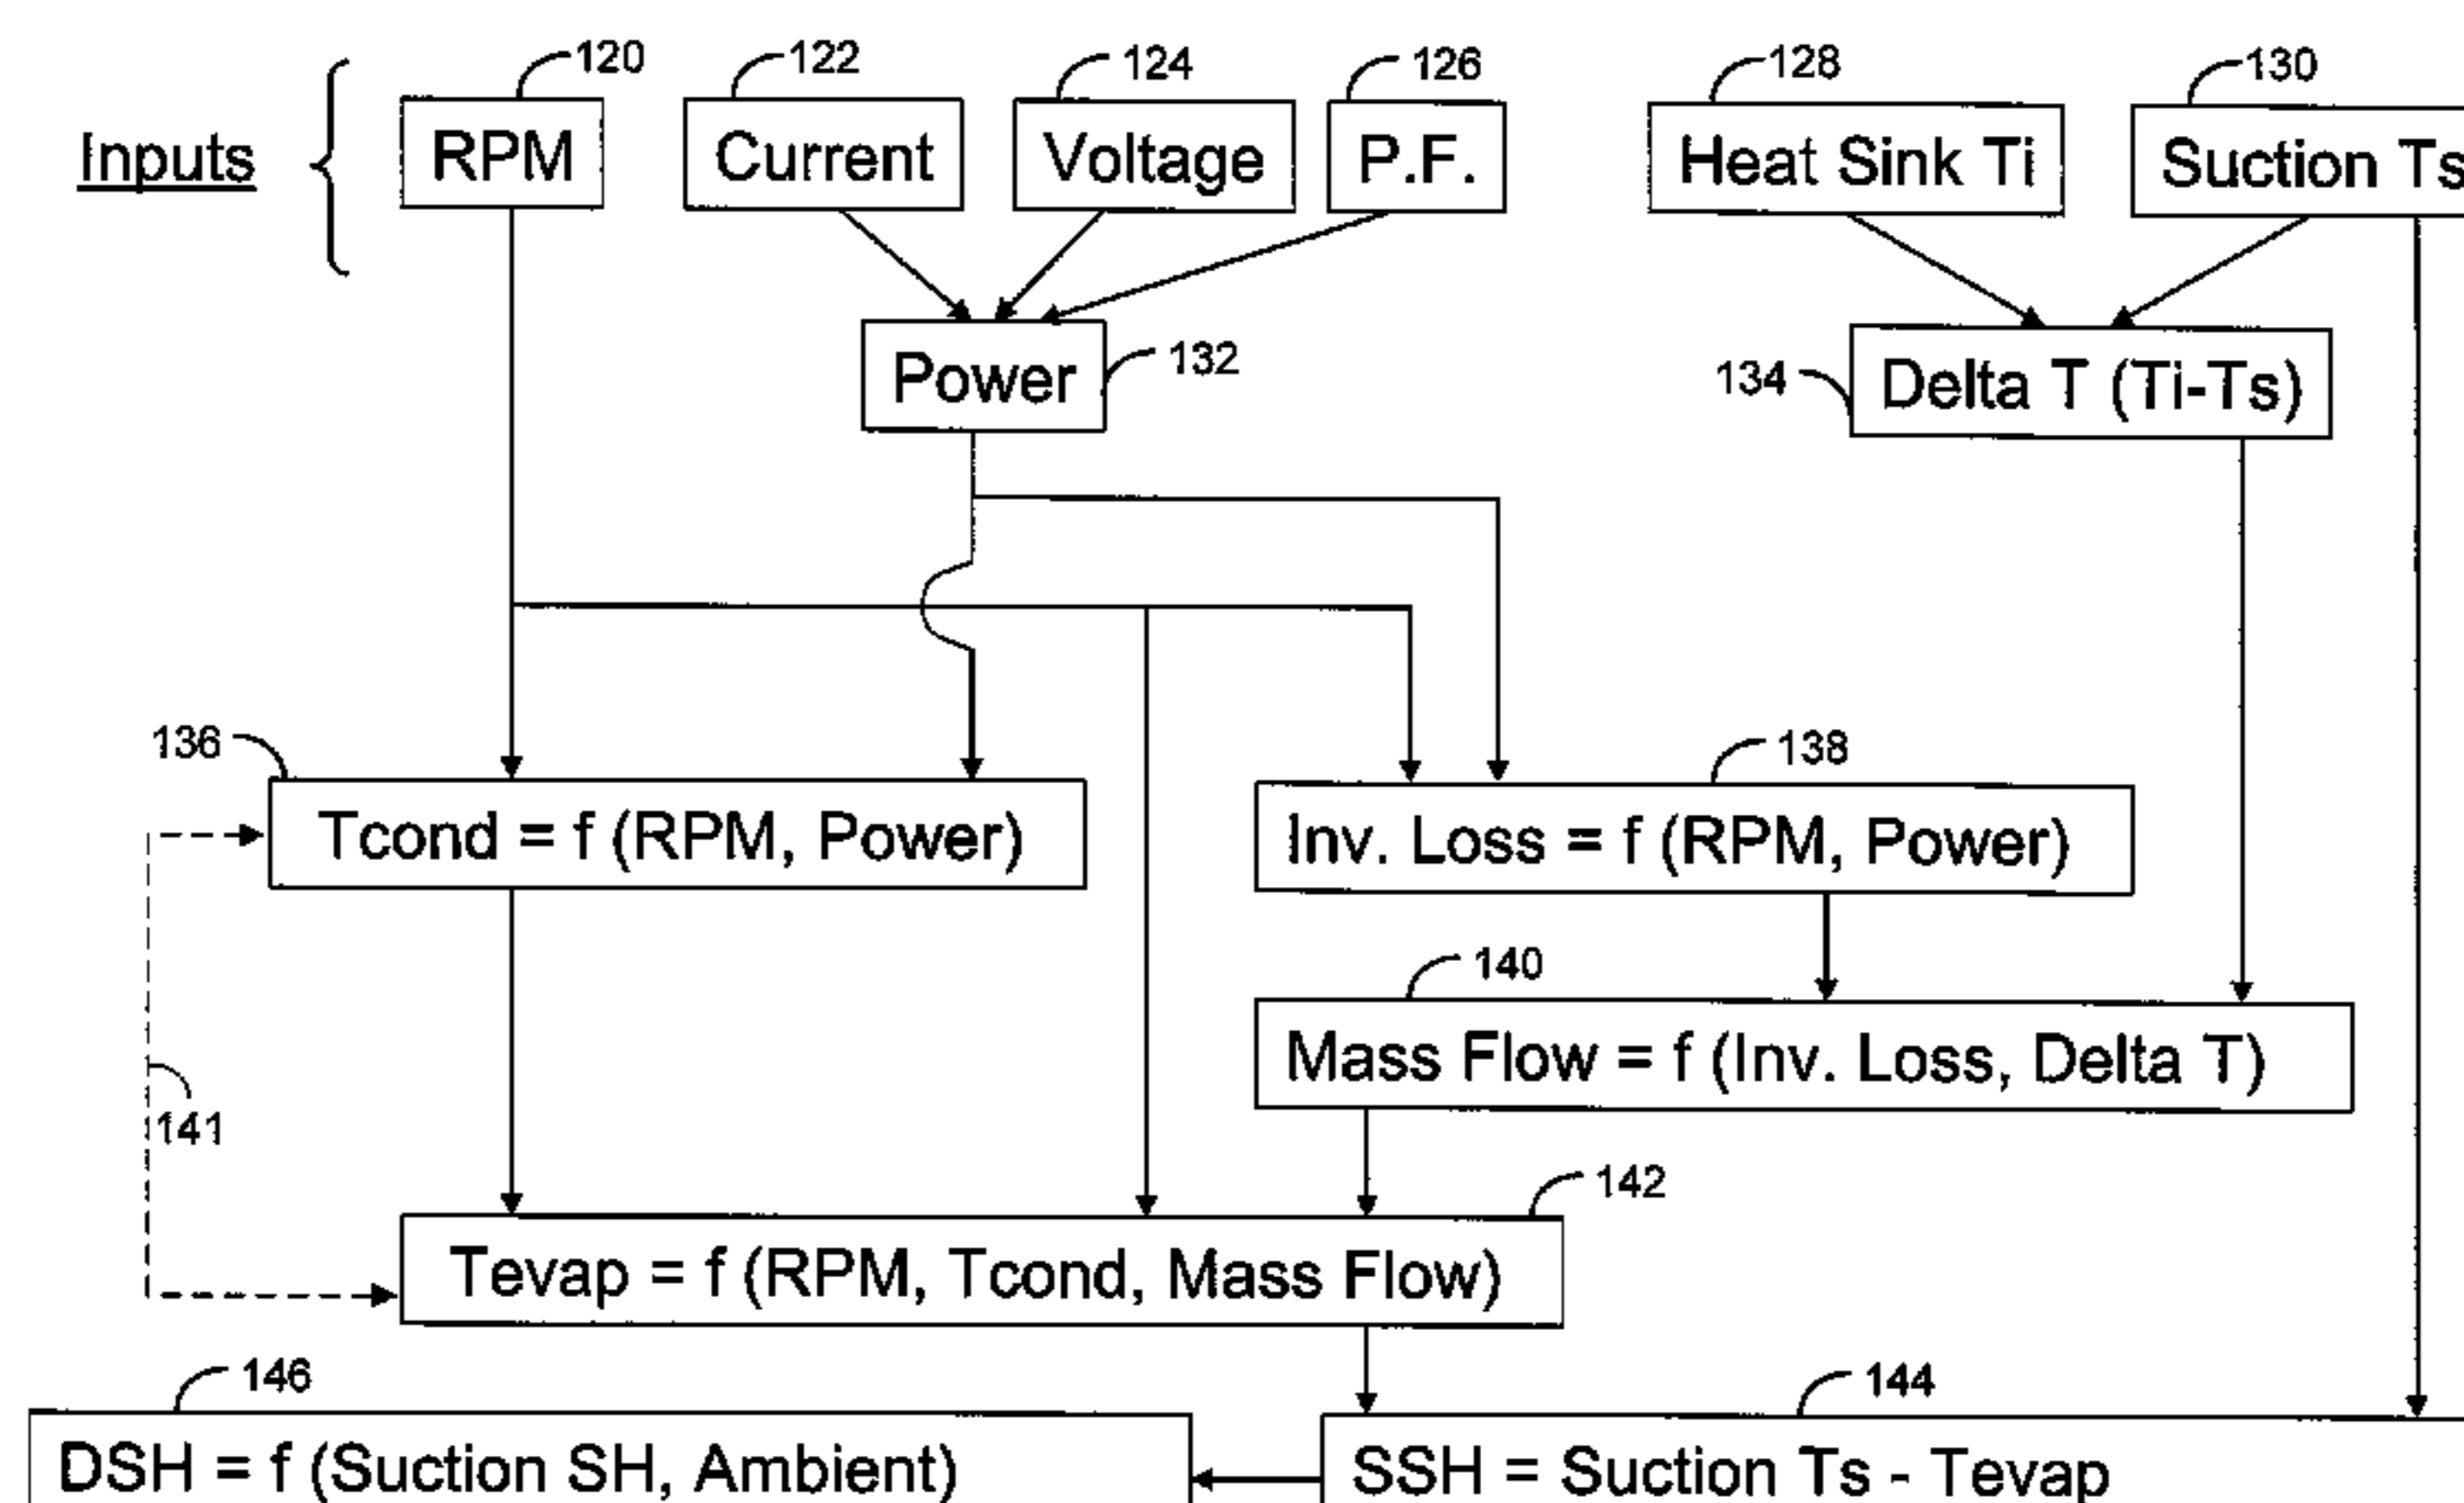 120
122
124
126
128
130
Inputs
RPM
Current
Voltage
P.F.
Heat Sink Ti
Suction Ts
Power
132
134
Delta T (Ti-Ts)
136
138
Tcond = f (RPM, Power)
Inv. Loss = f (RPM, Power)
140
Mass Flow = f (Inv. Loss, Delta T)
141
142
Tevap = f (RPM, Tcond, Mass Flow)
146
144
DSH = f (Suction SH, Ambient)
SSH = Suction Ts - Tevap